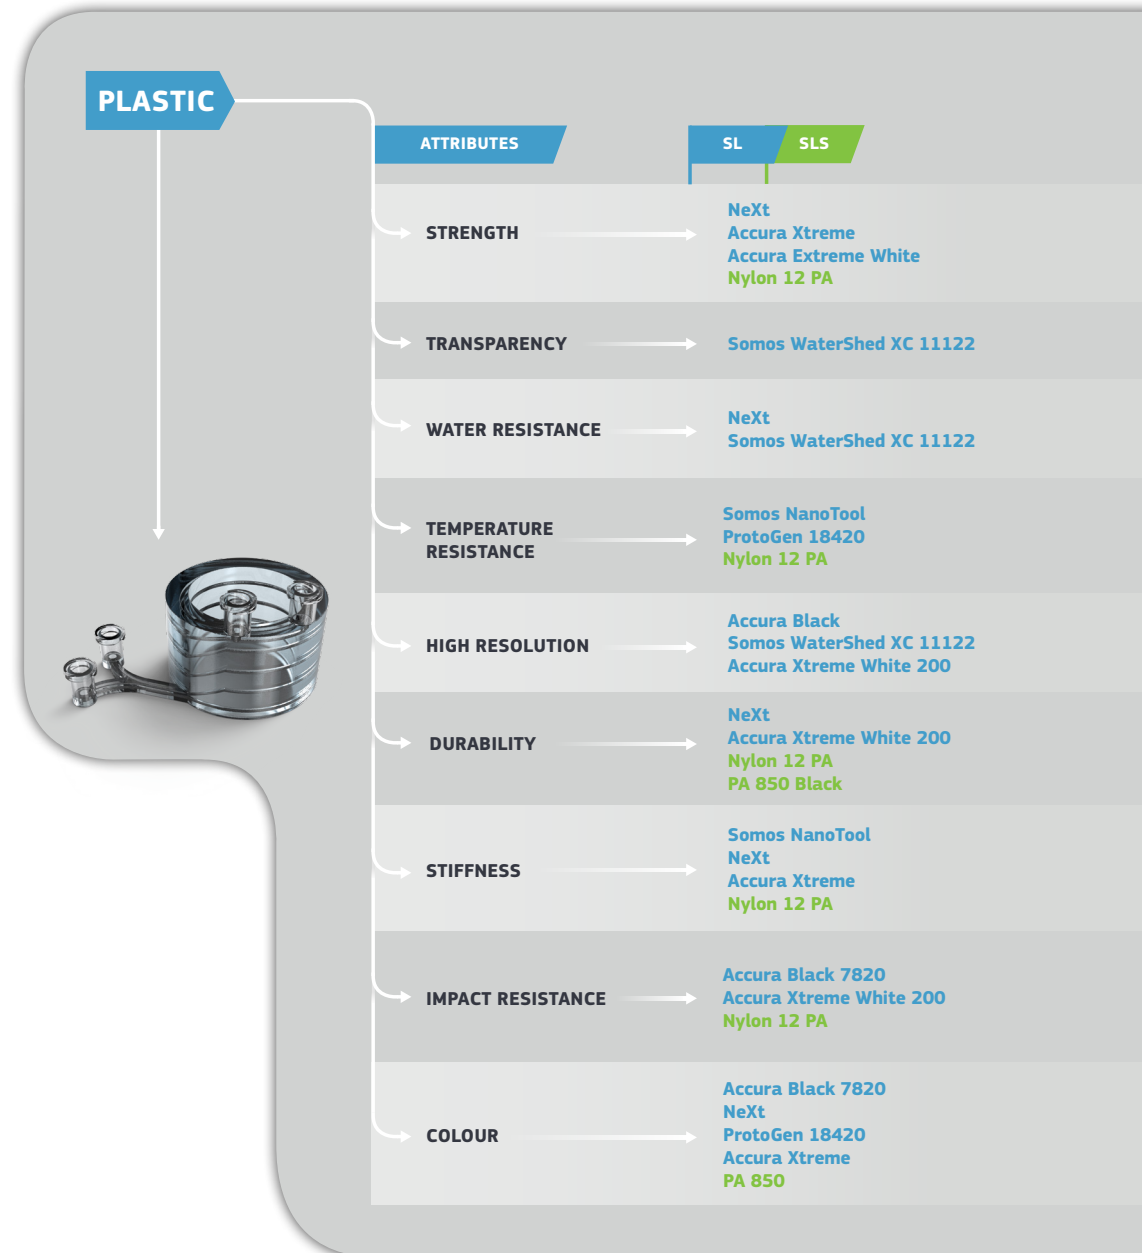 PLASTIC
ATTRIBUTES
SL
SLS
STRENGTH
NeXt
Accura Xtreme
Accura Extreme White
Nylon 12 PA
TRANSPARENCY
Somos WaterShed XC 11122
WATER RESISTANCE
NeXt
Somos WaterShed XC 11122
TEMPERATURE
RESISTANCE
Somos NanoTool
ProtoGen 18420
Nylon 12 PA
HIGH RESOLUTION
Accura Black
Somos WaterShed XC 11122
Accura Xtreme White 200
DURABILITY
NeXt
Accura Xtreme White 200
Nylon 12 PA
PA 850 Black
STIFFNESS
Somos NanoTool
NeXt
Accura Xtreme
Nylon 12 PA
IMPACT RESISTANCE
Accura Black 7820
Accura Xtreme White 200
Nylon 12 PA
COLOUR
Accura Black 7820
NeXt
ProtoGen 18420
Accura Xtreme
PA 850